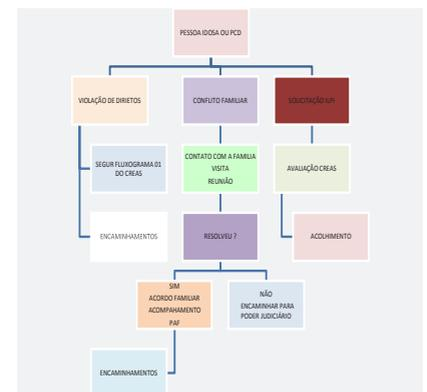 PESSOA IDOSA OU PCD
VIOLAÇÃO DE DIRIETOS
CONFLITO FAMILIAR
SOLICITAÇÃO ILPI
SEGUR FLUXOGRAMA 01
DO CREAS
CONTATO COM A FAMILIA
VISITA
REUNIÃO
AVALIAÇÃO CREAS
ENCAMINHAMENTOS
RESOLVEU ?
ACOLHIMENTO
SIM
ACORDO FAMILIAR
ACOMPAHAMENTO
PAF
NÃO
ENCAMINHAR PARA
PODER JUDICIÁRIO
ENCAMINHAMENTOS